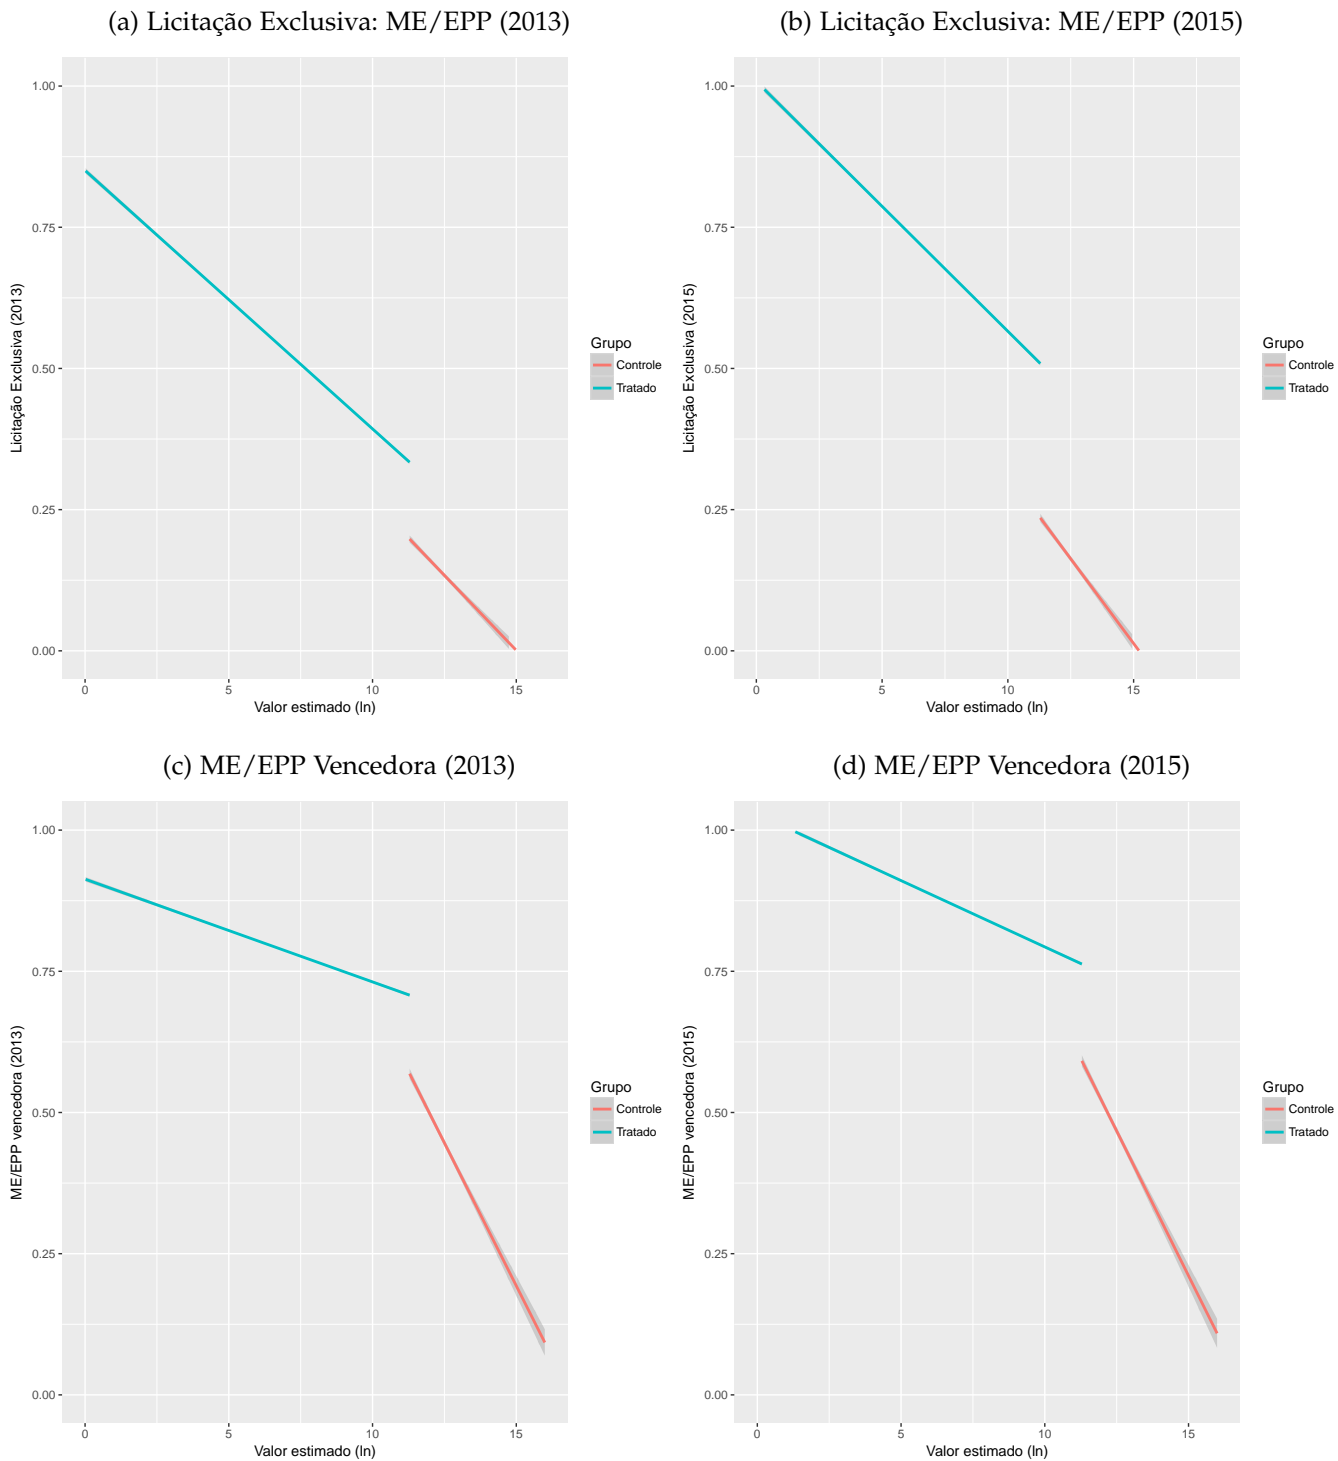 (a) Licitação Exclusiva: ME/EPP (2013)
1.00
0.75
0.50
0.25
0.00
Licitação Exclusiva (2013)
0
5
10
15
Valor estimado (ln)
Grupo
Controle
Tratado
(b) Licitação Exclusiva: ME/EPP (2015)
1.00
0.75
0.50
0.25
0.00
Licitação Exclusiva (2015)
0
5
10
15
Valor estimado (ln)
Grupo
Controle
Tratado
(c) ME/EPP Vencedora (2013)
1.00
0.75
0.50
0.25
0.00
ME/EPP vencedora (2013)
0
5
10
15
Valor estimado (ln)
Grupo
Controle
Tratado
(d) ME/EPP Vencedora (2015)
1.00
0.75
0.50
0.25
0.00
ME/EPP vencedora (2015)
0
5
10
15
Valor estimado (ln)
Grupo
Controle
Tratado